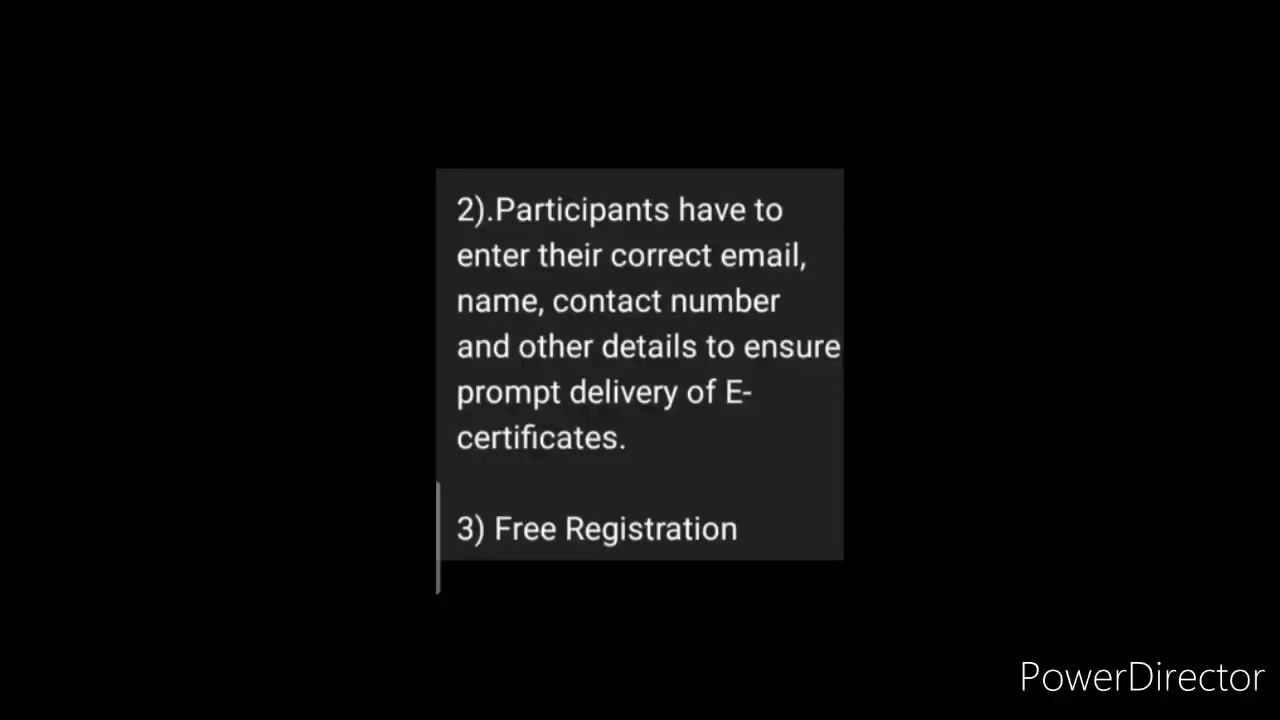 2).Participants have to
enter their correct email,
name, contact number
and other details to ensure
prompt delivery of E-
certificates.
3) Free Registration
PowerDirector